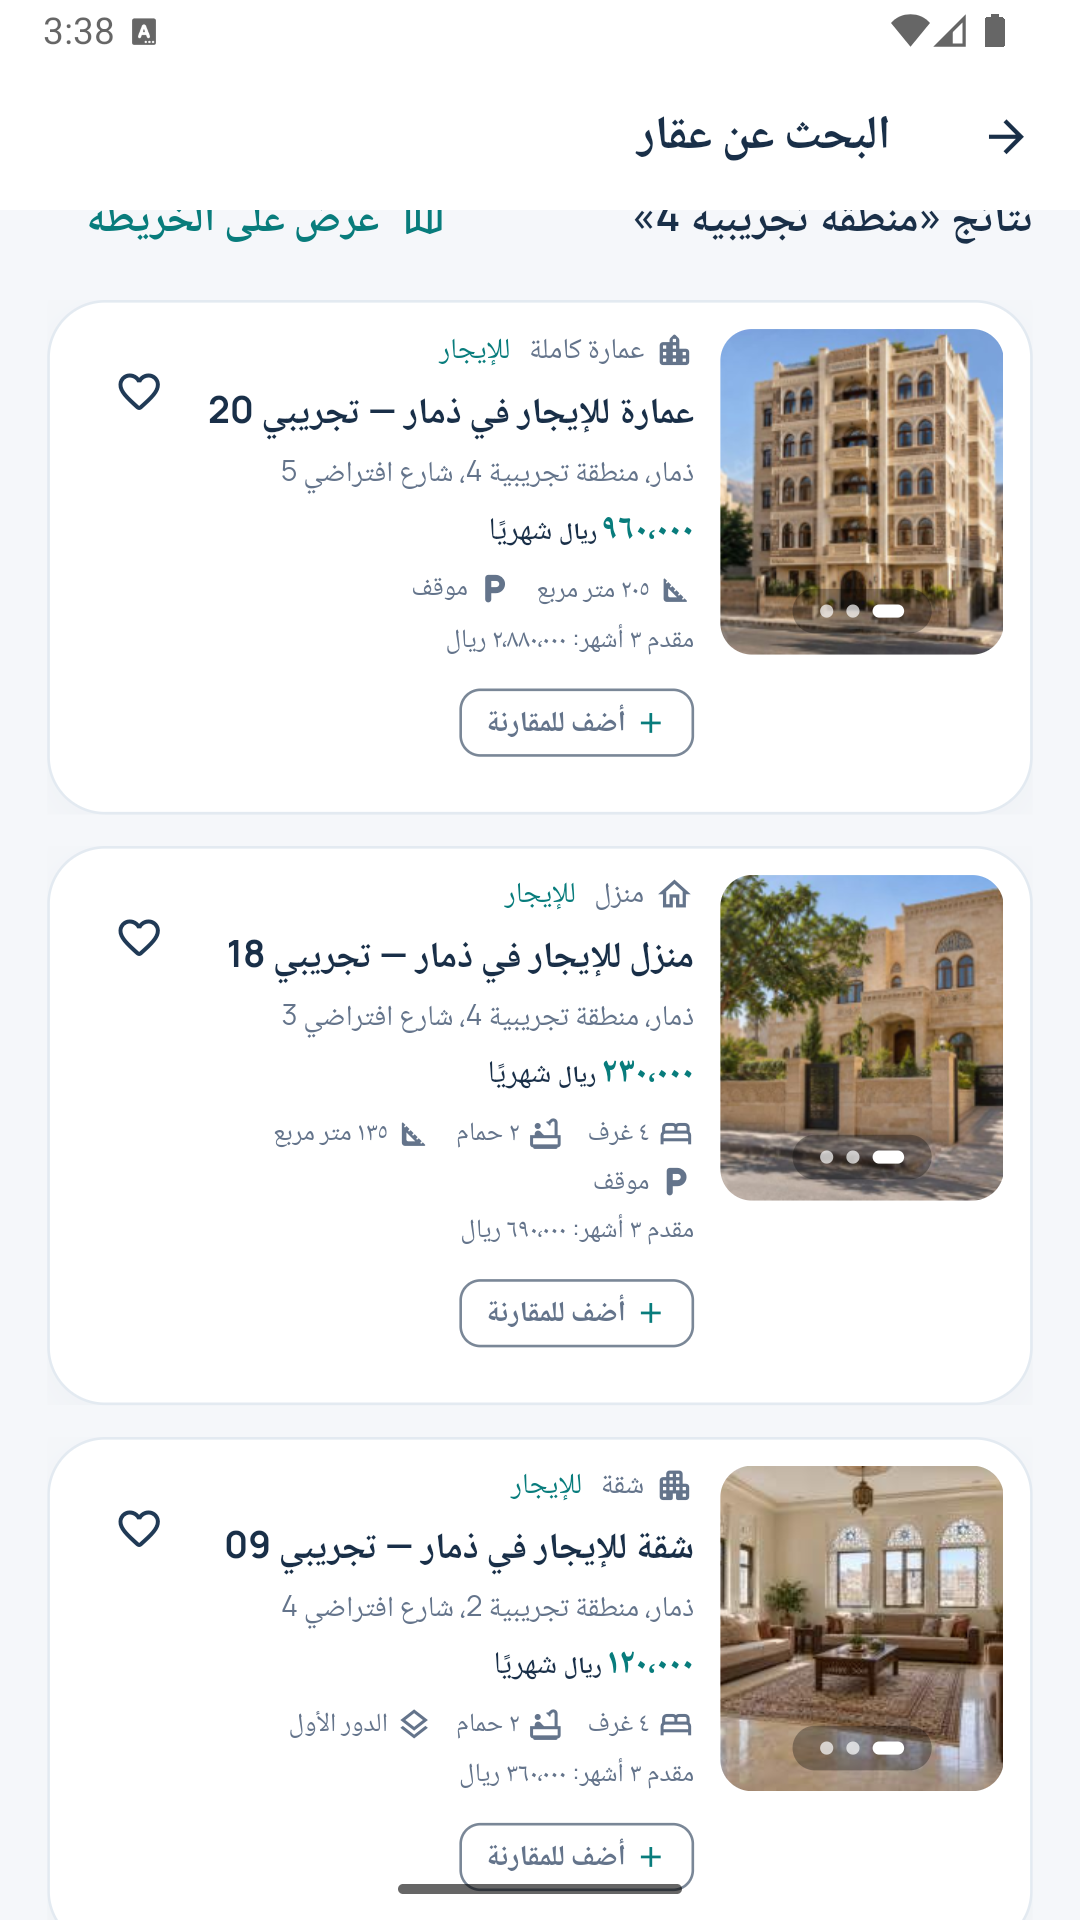 3:38
البحث عن عقار
نتائج «منطقة تجريبية 4»
عرض على الخريطة
عمارة كاملة للإيجار
عمارة للإيجار في ذمار – تجريبي 20
ذمار، منطقة تجريبية 4، شارع افتراضي 5
٩٦٠،٠٠٠ ريال شهريًا
٢٠٥ متر مربع موقف
مقدم ٣ أشهر: ٢،٨٨٠،٠٠٠ ريال
أضف للمقارنة
منزل للإيجار
منزل للإيجار في ذمار – تجريبي 18
ذمار، منطقة تجريبية 4، شارع افتراضي 3
٢٣٠،٠٠٠ ريال شهريًا
٤ غرف ٢ حمام ١٣٥ متر مربع
موقف
مقدم ٣ أشهر: ٦٩٠،٠٠٠ ريال
أضف للمقارنة
شقة للإيجار
شقة للإيجار في ذمار – تجريبي 09
ذمار، منطقة تجريبية 2، شارع افتراضي 4
١٢٠،٠٠٠ ريال شهريًا
٤ غرف ٢ حمام الدور الأول
مقدم ٣ أشهر: ٣٦٠،٠٠٠ ريال
أضف للمقارنة